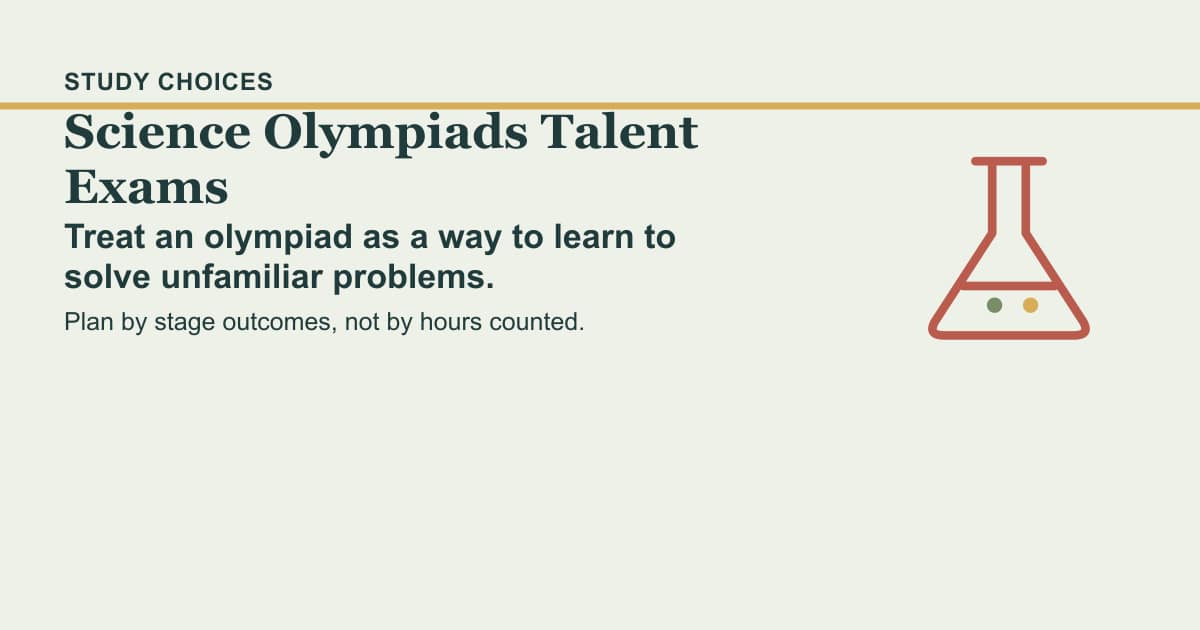 STUDY CHOICES
Science Olympiads Talent
Exams
Treat an olympiad as a way to learn to
solve unfamiliar problems.
Plan by stage outcomes, not by hours counted.